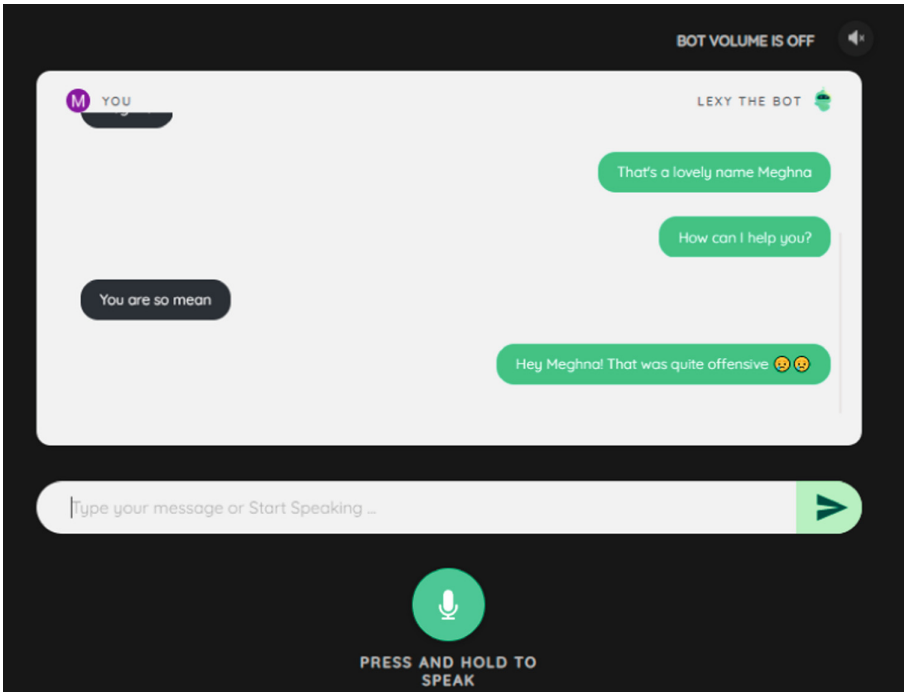 BOT VOLUME IS OFF
M YOU
LEXY THE BOT
That's a lovely name Meghna
How can I help you?
You are so mean
Hey Meghna! That was quite offensive 😠😠
Type your message or Start Speaking ...
PRESS AND HOLD TO
SPEAK